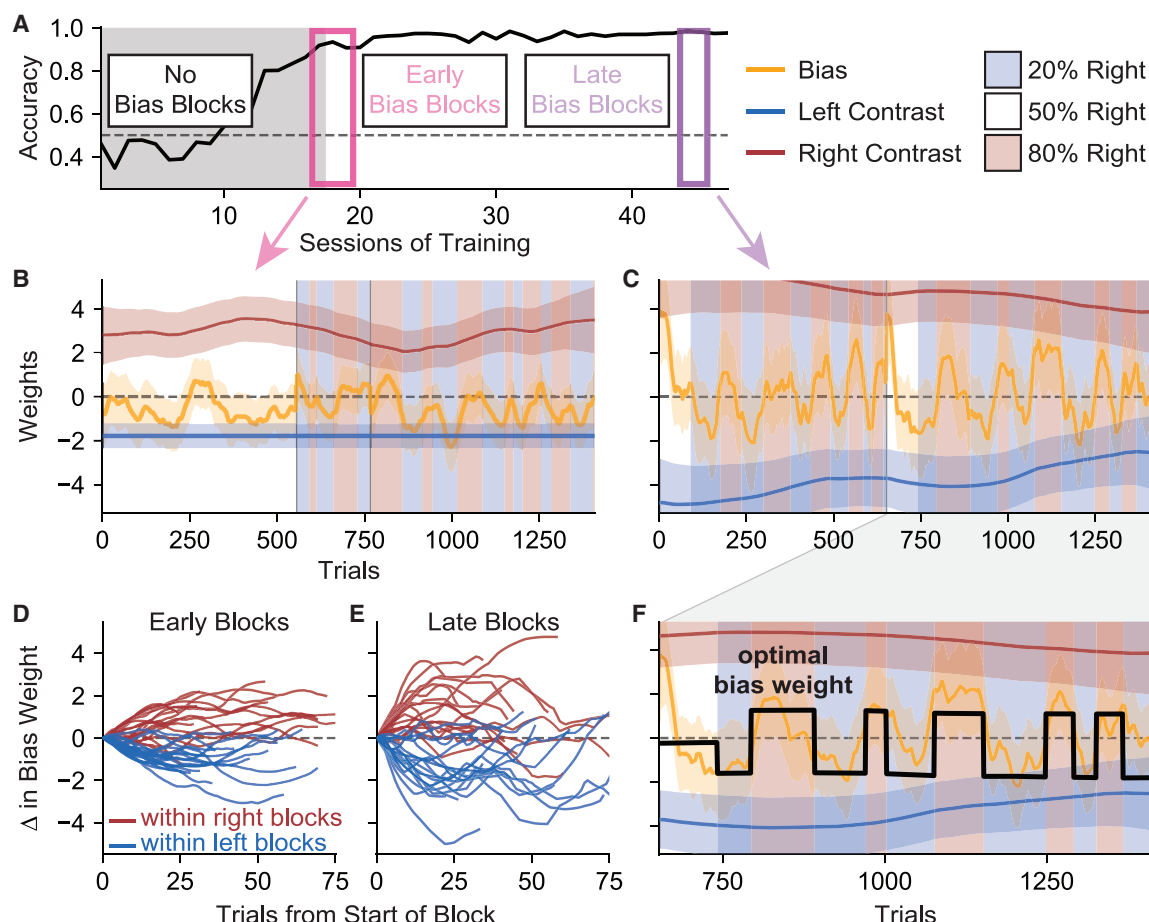 A
1.0
0.8
0.6
0.4
Accuracy
No
Bias Blocks
Early
Bias Blocks
Late
Bias Blocks
10
20
30
40
Sessions of Training
Bias
Left Contrast
Right Contrast
20% Right
50% Right
80% Right
B
4
2
0
−2
−4
Weights
0
250
500
750
1000
1250
Trials
C
0
250
500
750
1000
1250
D
Early Blocks
4
2
0
−2
−4
Δ in Bias Weight
within right blocks
within left blocks
0
25
50
75
E
Late Blocks
0
25
50
75
Trials from Start of Block
F
optimal
bias weight
750
1000
1250
Trials